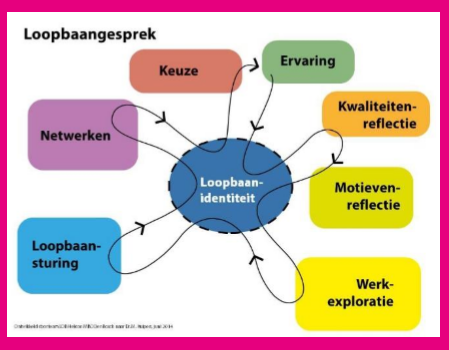 Loopbaangesprek
Keuze
Ervaring
Kwaliteiten-
reflectie
Netwerken
Loopbaan-
identiteit
Motieven-
reflectie
Loopbaan-
sturing
Werk-
exploratie